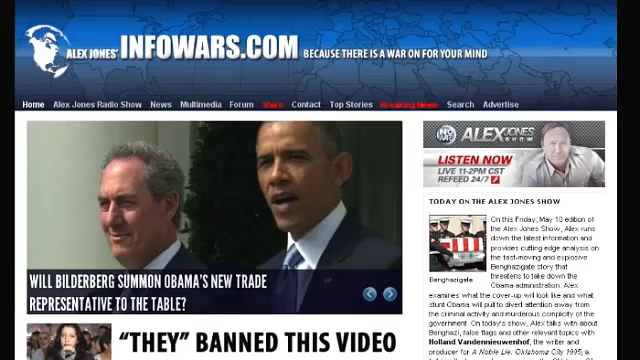 ALEX JONES' INFOWARS.COM BECAUSE THERE IS A WAR ON FOR YOUR MIND
Home Alex Jones Radio Show News Multimedia Forum Store Contact Top Stories Breaking News Search Advertise
WILL BILDERBERG SUMMON OBAMA'S NEW TRADE
REPRESENTATIVE TO THE TABLE?
"THEY" BANNED THIS VIDEO
ALEX JONES
SHOW
LISTEN NOW
LIVE 11-2PM CST
REFEED 24/7
TODAY ON THE ALEX JONES SHOW
Benghazigate
On this Friday, May 10 edition of
the Alex Jones Show, Alex runs
down the latest information and
provides cutting edge analysis on
the fast-moving and explosive
Benghazigate story that
threatens to take down the
Obama administration. Alex
examines what the cover-up will look like and what
stunt Obama will pull to divert attention away from
the criminal activity and murderous complicity of the
government. On today's show, Alex talks with about
Benghazi, false flags and other relevant topics with
Holland Vandennieuwenhof, the writer and
producer for A Noble Lie, Oklahoma City 1995, a